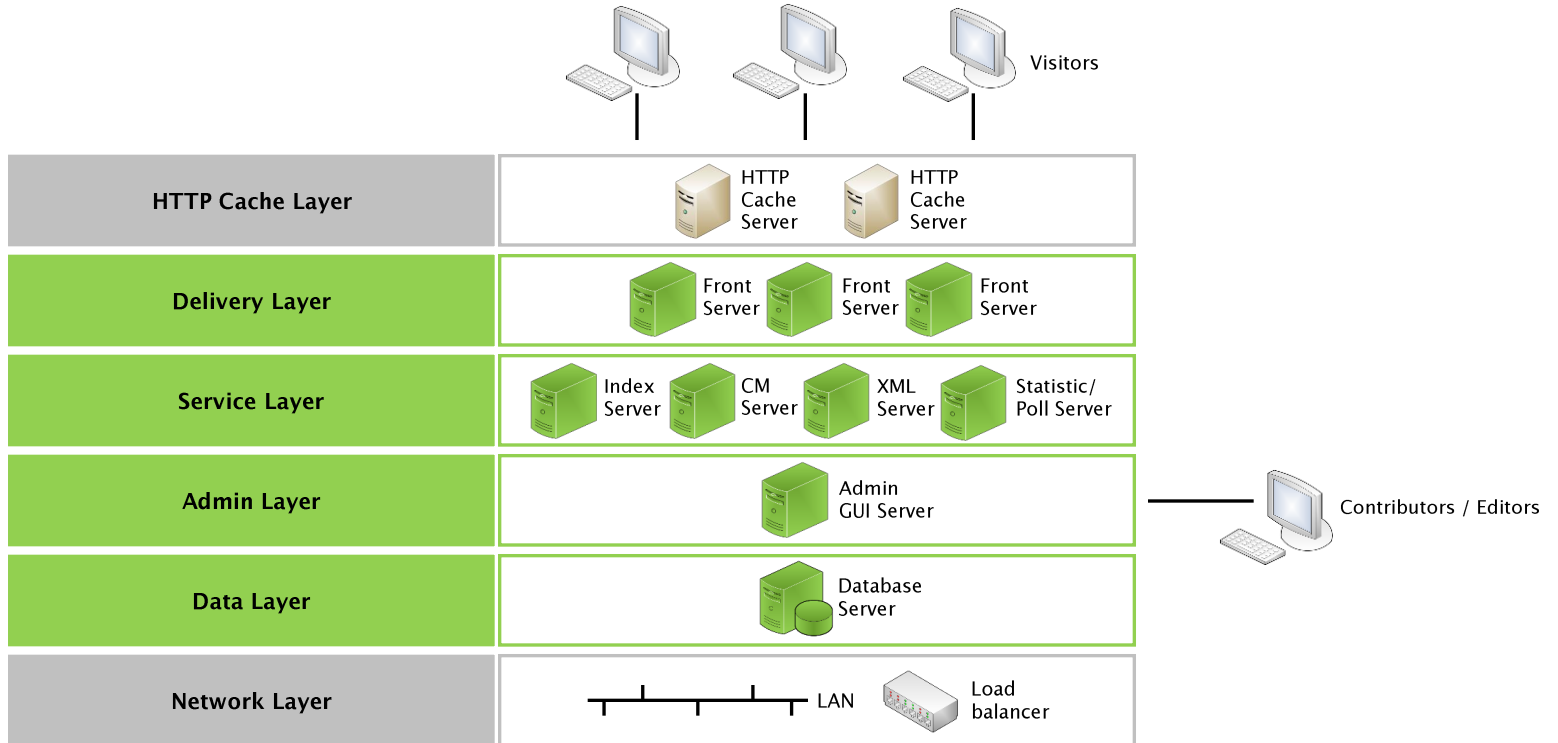 Visitors
HTTP Cache Layer
HTTP
Cache
Server
HTTP
Cache
Server
Delivery Layer
Front
Server
Front
Server
Front
Server
Service Layer
Index
Server
CM
Server
XML
Server
Statistic/
Poll Server
Admin Layer
Admin
GUI Server
Contributors / Editors
Data Layer
Database
Server
Network Layer
LAN
Load
balancer